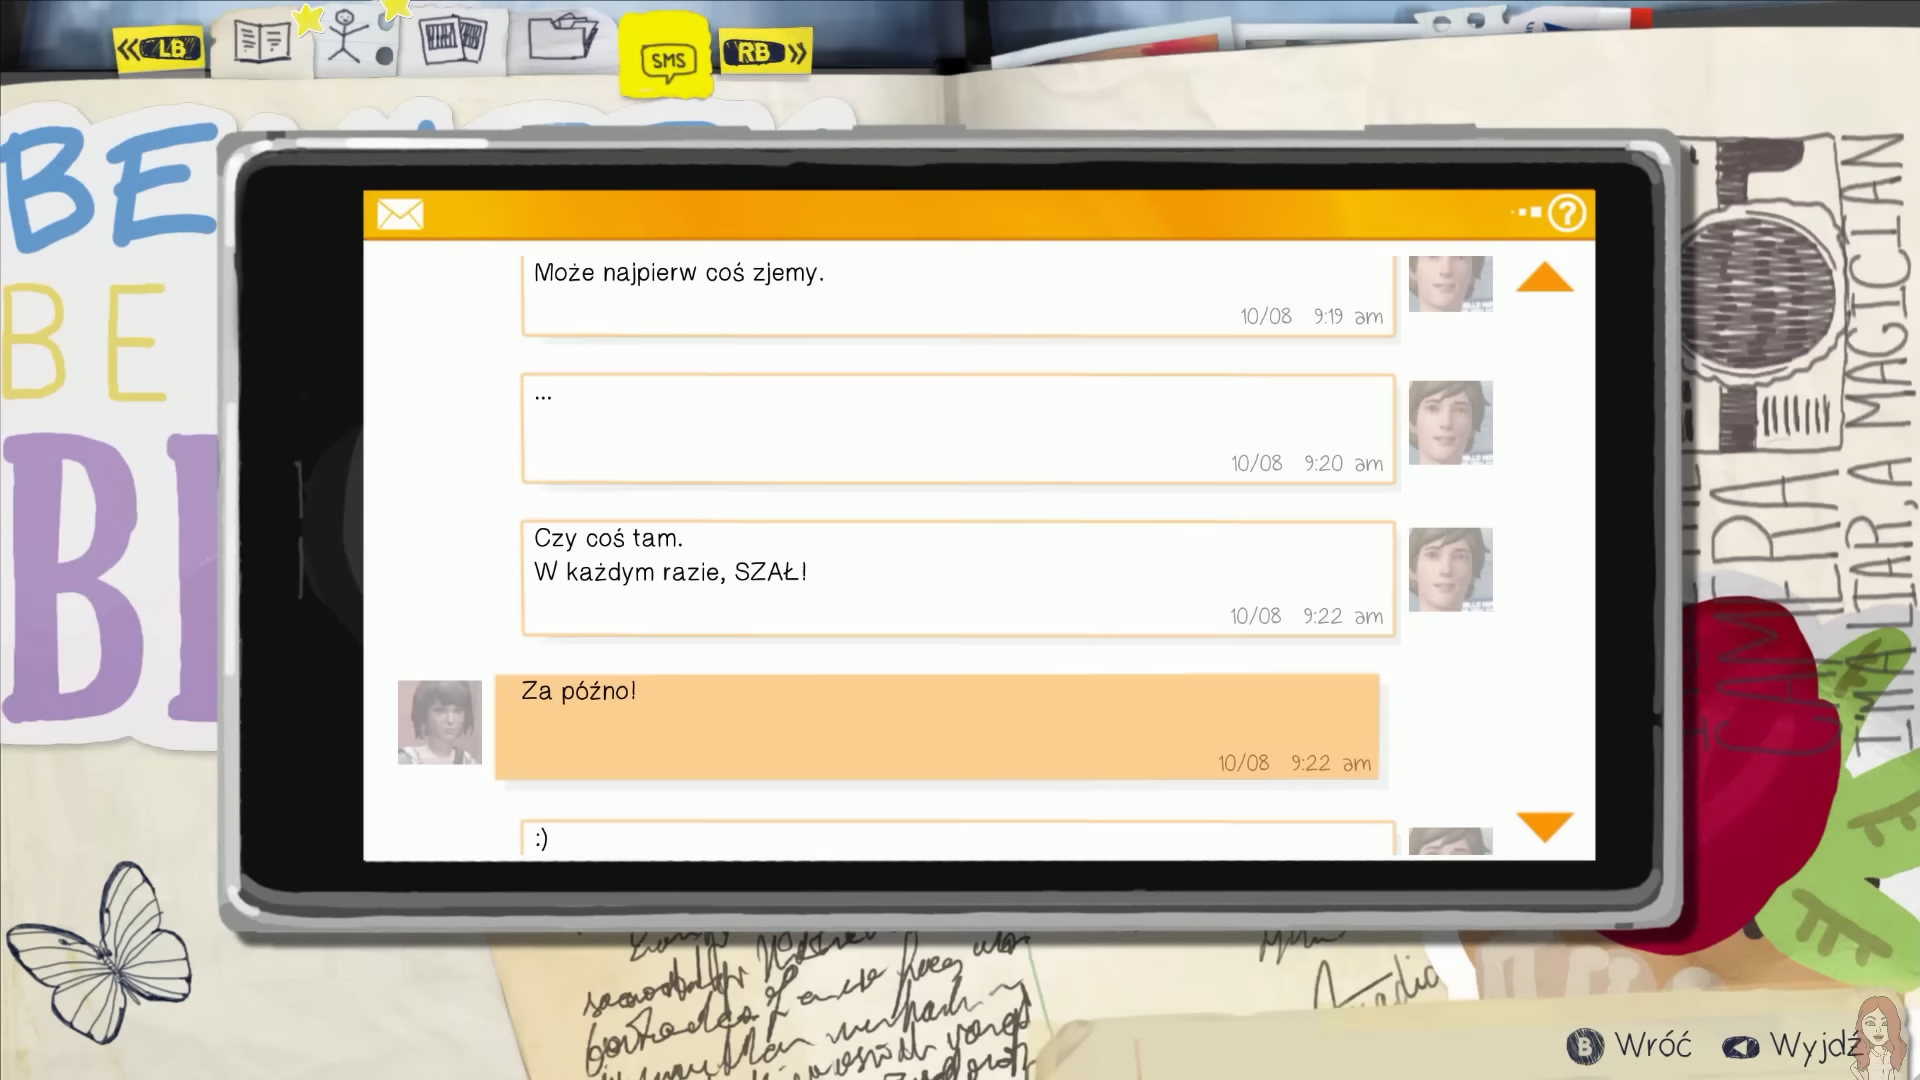 LB
SMS
RB
BE
BE
Może najpierw coś zjemy.
10/08 9:19 am
...
10/08 9:20 am
Czy coś tam.
W każdym razie, SZAŁ!
10/08 9:22 am
Za późno!
10/08 9:22 am
:)
CAMERA
LIAR, A MAGICIAN
B Wróć
Wyjdź